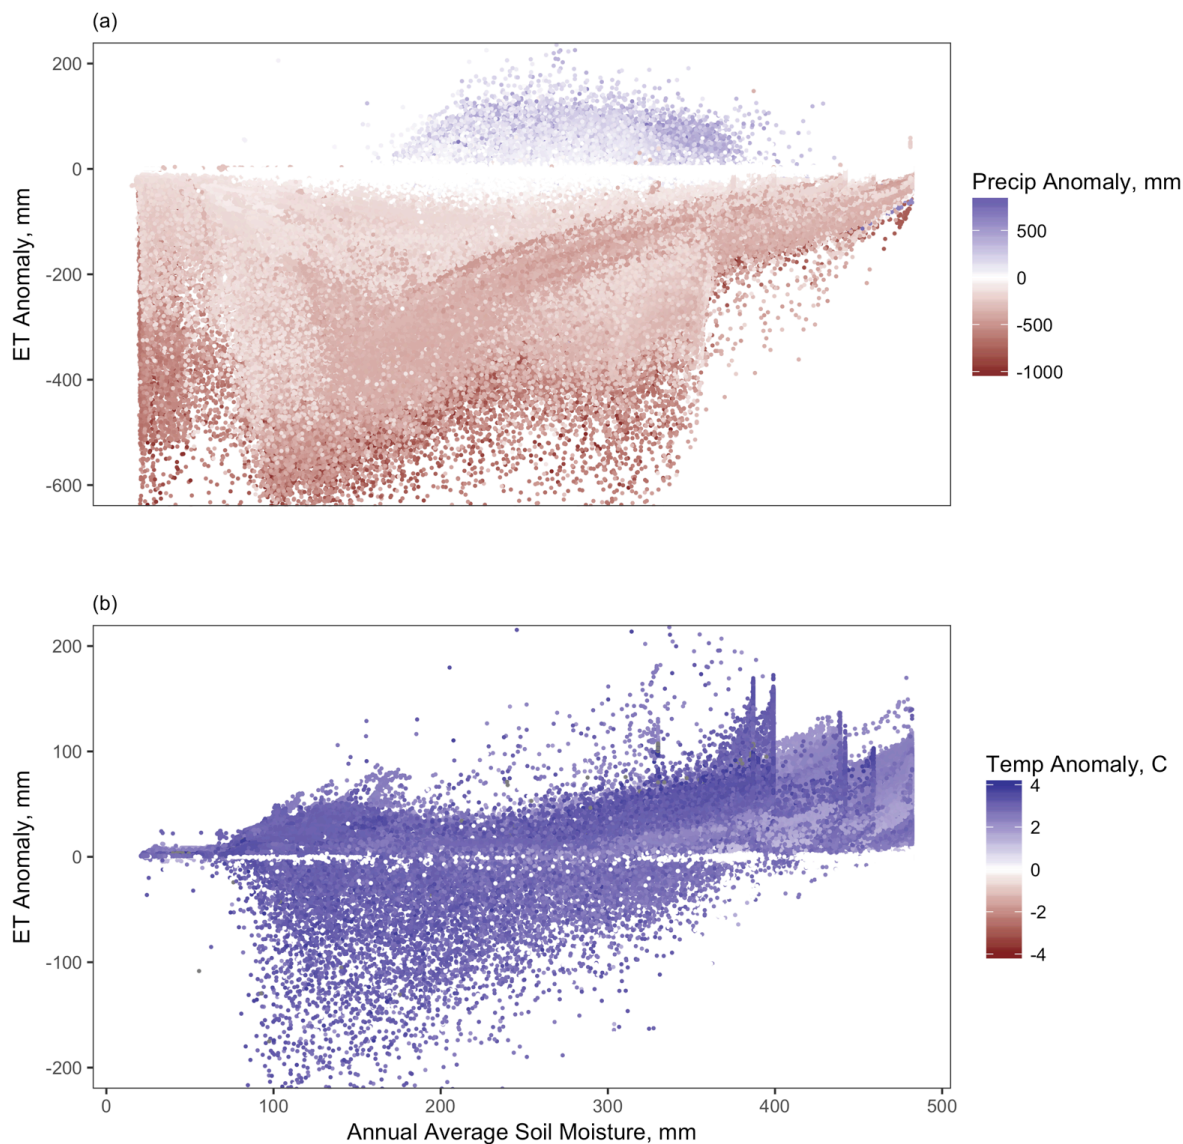 (a)
200
0
-200
-400
-600
ET Anomaly, mm
Precip Anomaly, mm
500
0
-500
-1000
(b)
200
100
0
-100
-200
ET Anomaly, mm
Temp Anomaly, C
4
2
0
-2
-4
0 100 200 300 400 500
Annual Average Soil Moisture, mm